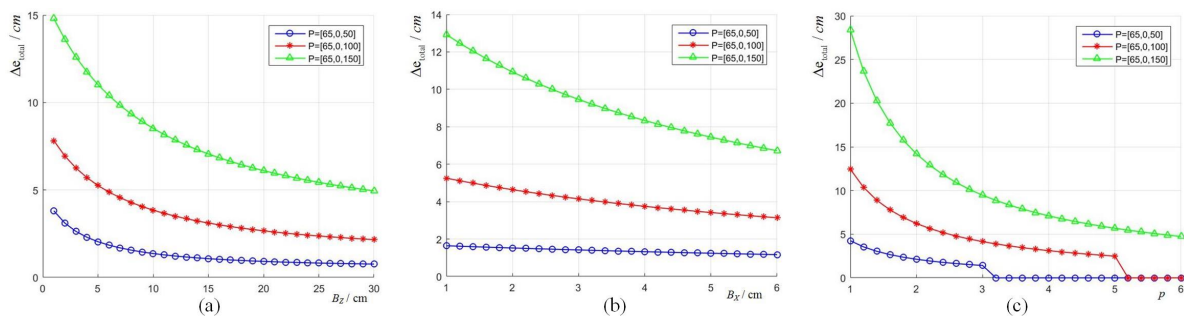 Δe_total / cm
15
10
5
0
0 5 10 15 20 25 30
B_Z / cm
P=[65,0,50]
P=[65,0,100]
P=[65,0,150]
(a)
Δe_total / cm
14
12
10
8
6
4
2
0
1 2 3 4 5 6
B_X / cm
P=[65,0,50]
P=[65,0,100]
P=[65,0,150]
(b)
Δe_total / cm
30
25
20
15
10
5
0
1 2 3 4 5 6
p
P=[65,0,50]
P=[65,0,100]
P=[65,0,150]
(c)